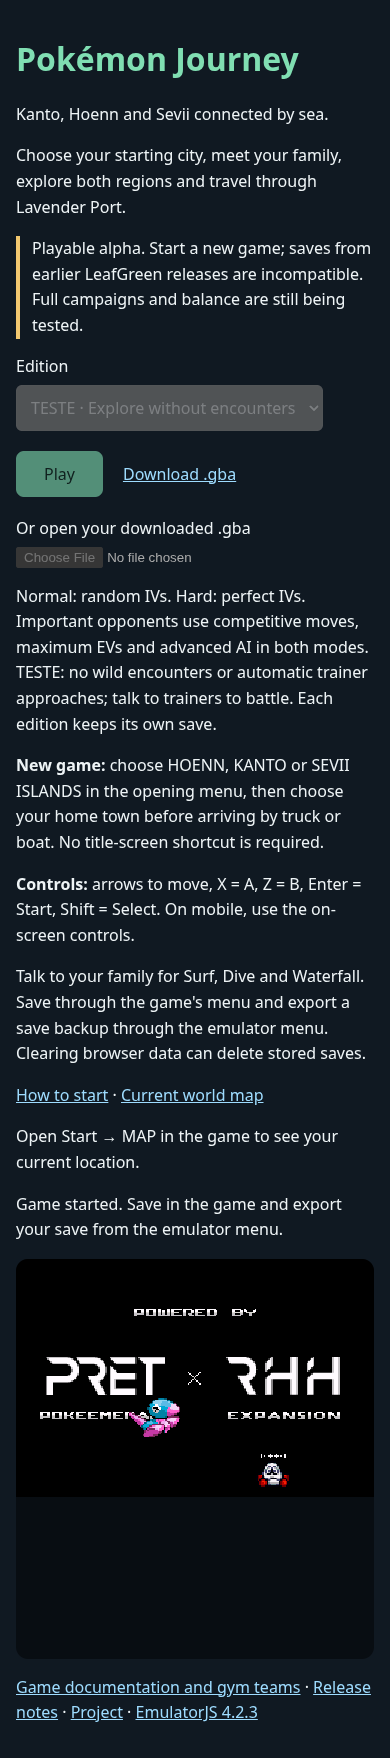 Pokémon Journey
Kanto, Hoenn and Sevii connected by sea.
Choose your starting city, meet your family,
explore both regions and travel through
Lavender Port.
Playable alpha. Start a new game; saves from
earlier LeafGreen releases are incompatible.
Full campaigns and balance are still being
tested.
Edition
TESTE · Explore without encounters
Play Download .gba
Or open your downloaded .gba
Choose File No file chosen
Normal: random IVs. Hard: perfect IVs.
Important opponents use competitive moves,
maximum EVs and advanced AI in both modes.
TESTE: no wild encounters or automatic trainer
approaches; talk to trainers to battle. Each
edition keeps its own save.
New game: choose HOENN, KANTO or SEVII
ISLANDS in the opening menu, then choose
your home town before arriving by truck or
boat. No title-screen shortcut is required.
Controls: arrows to move, X = A, Z = B, Enter =
Start, Shift = Select. On mobile, use the on-
screen controls.
Talk to your family for Surf, Dive and Waterfall.
Save through the game's menu and export a
save backup through the emulator menu.
Clearing browser data can delete stored saves.
How to start · Current world map
Open Start → MAP in the game to see your
current location.
Game started. Save in the game and export
your save from the emulator menu.
POWERED BY
PRET × RHH
EXPANSION
Game documentation and gym teams · Release
notes · Project · EmulatorJS 4.2.3